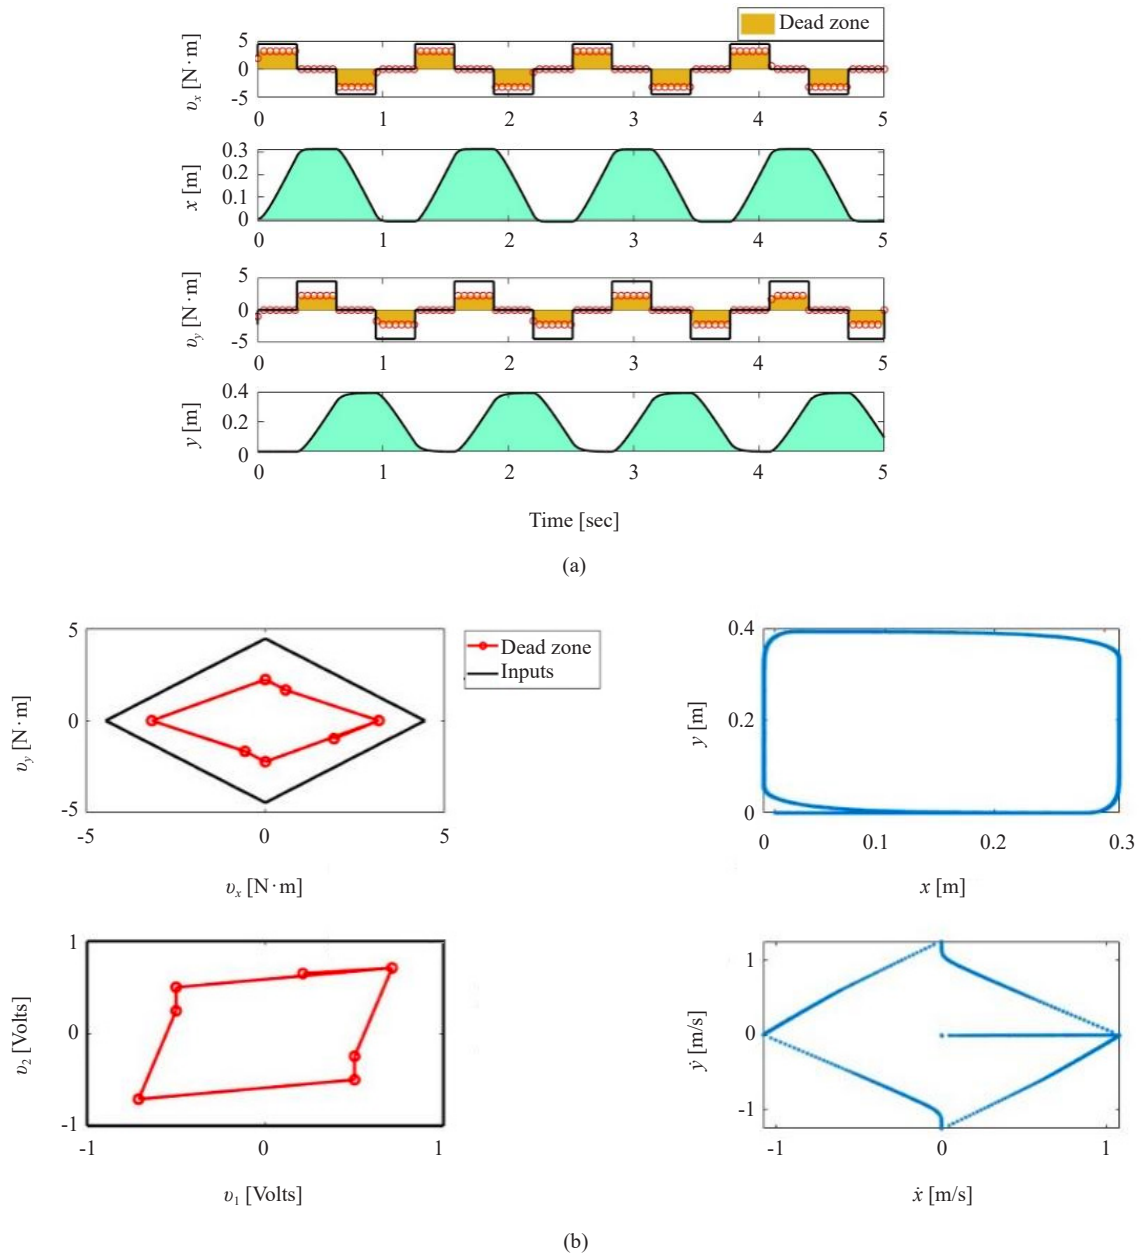 Dead zone
υx [N·m]
5
0
-5
0 1 2 3 4 5
x [m]
0.3
0.2
0.1
0
0 1 2 3 4 5
υy [N·m]
5
0
-5
0 1 2 3 4 5
y [m]
0.4
0.2
0
0 1 2 3 4 5
Time [sec]
(a)
υy [N·m]
5
0
-5
-5 0 5
υx [N·m]
Dead zone
Inputs
y [m]
0.4
0.2
0
0 0.1 0.2 0.3
x [m]
υ2 [Volts]
1
0
-1
-1 0 1
υ1 [Volts]
ẏ [m/s]
1
0
-1
-1 0 1
ẋ [m/s]
(b)